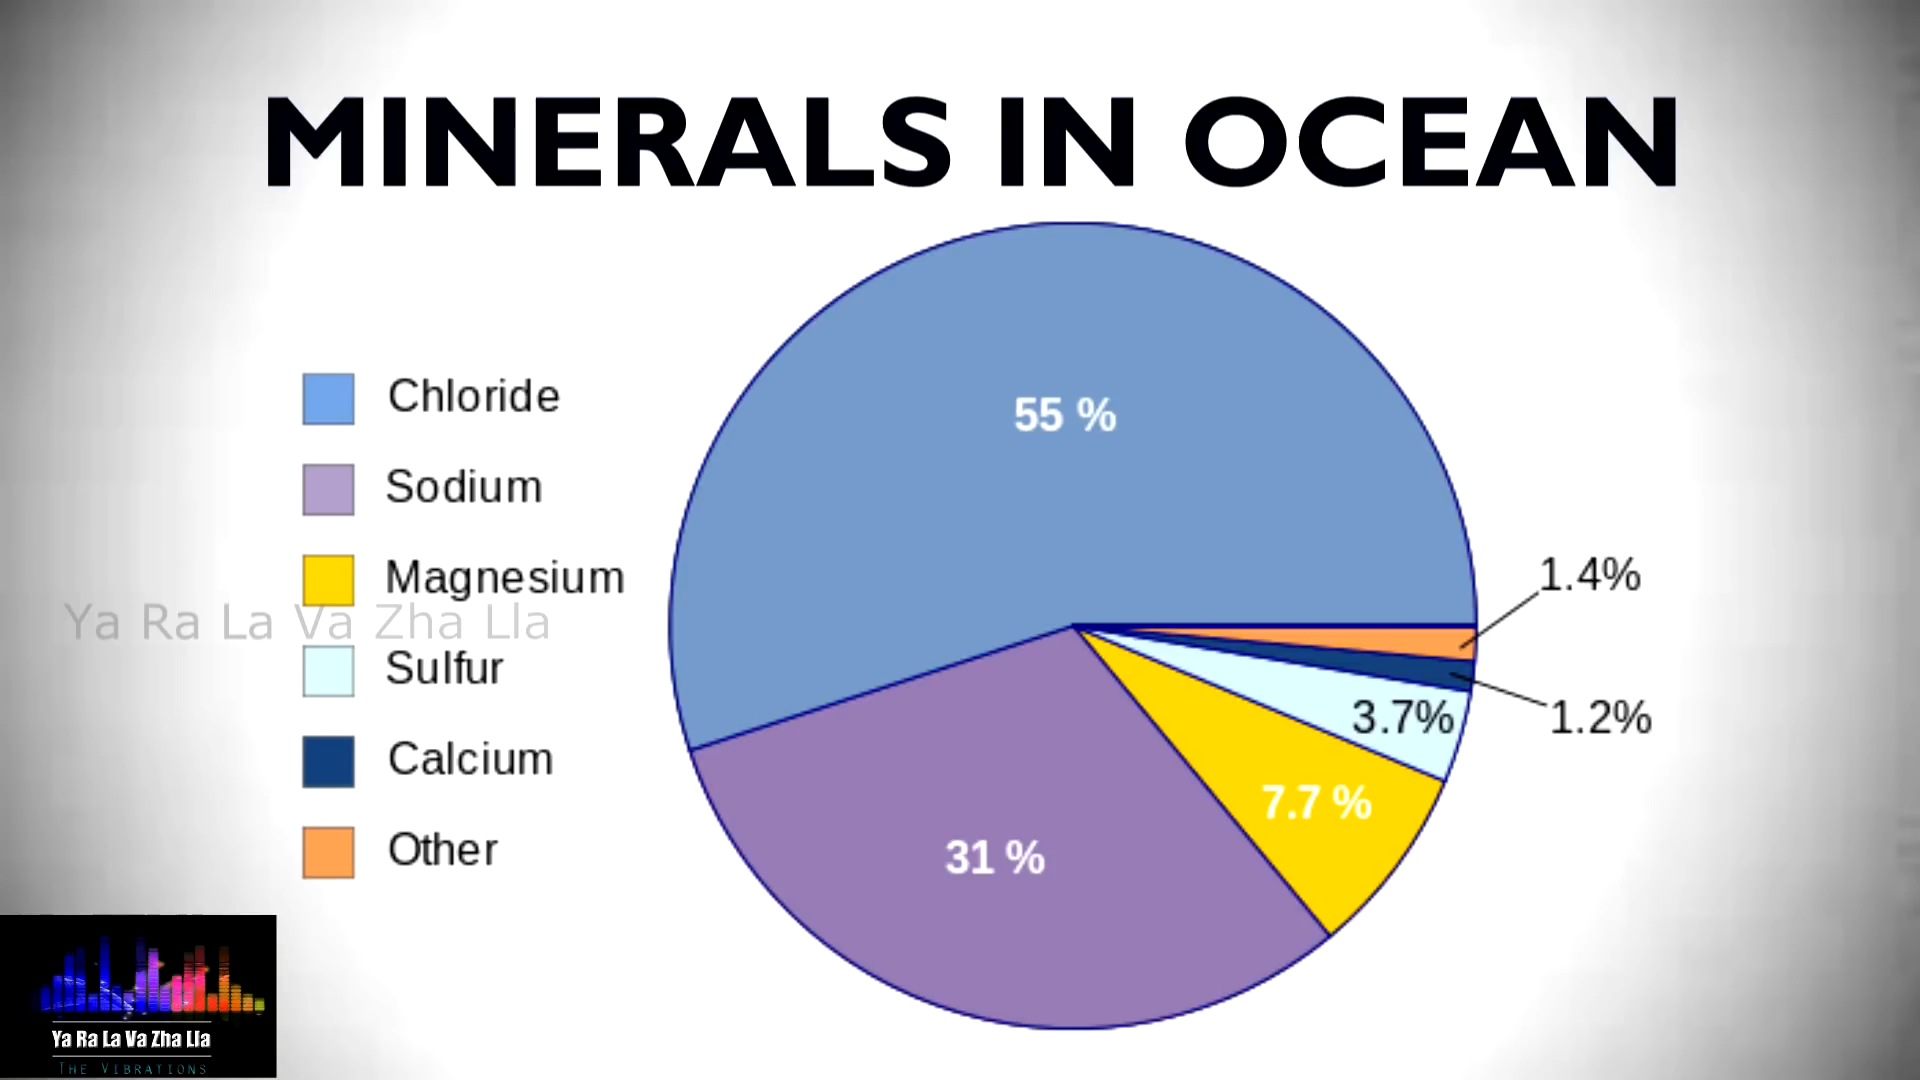 MINERALS IN OCEAN
Chloride
Sodium
Magnesium
Ya Ra La Va Zha Lla
Sulfur
Calcium
Other
55 %
1.4%
1.2%
3.7%
7.7 %
31 %
Ya Ra La Va Zha Lla
THE VIBRATIONS